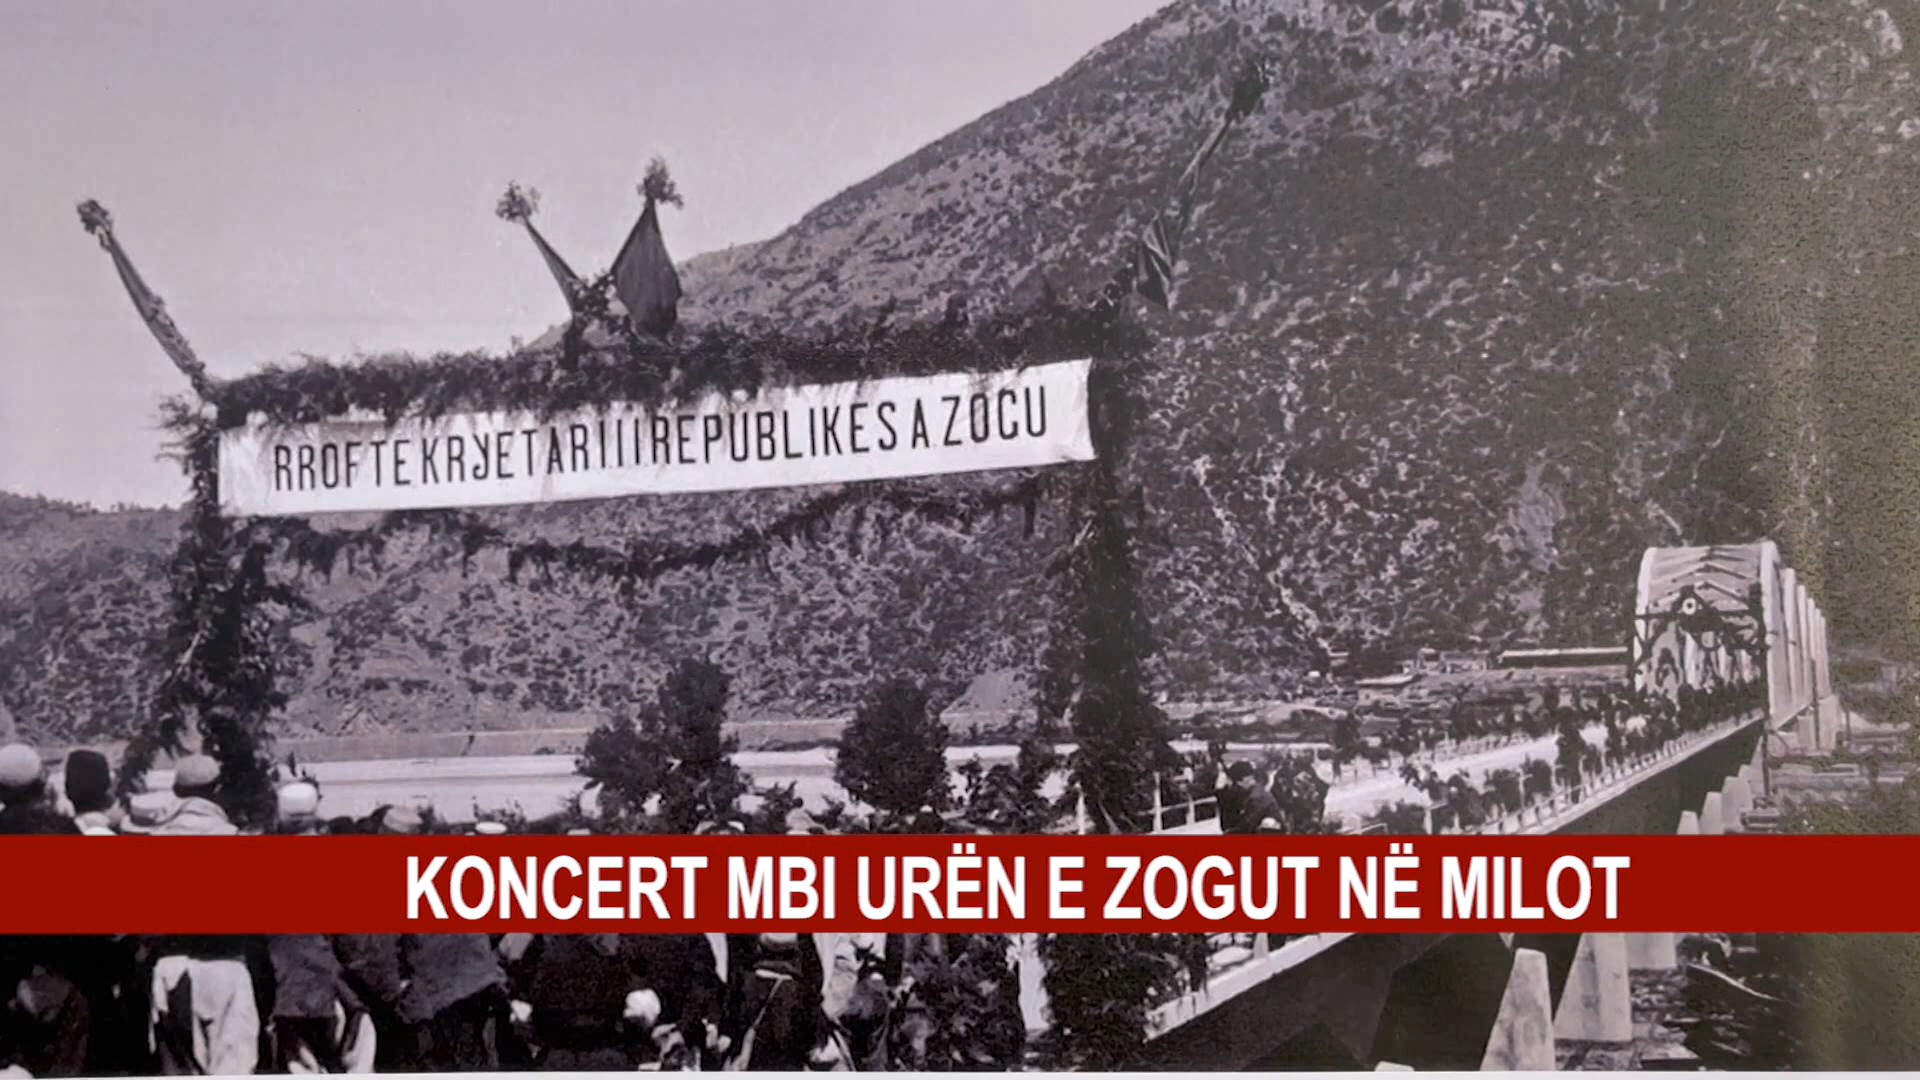 RROFTE KRYETARI I I REPUBLIKES A. ZOGU
KONCERT MBI URËN E ZOGUT NË MILOT